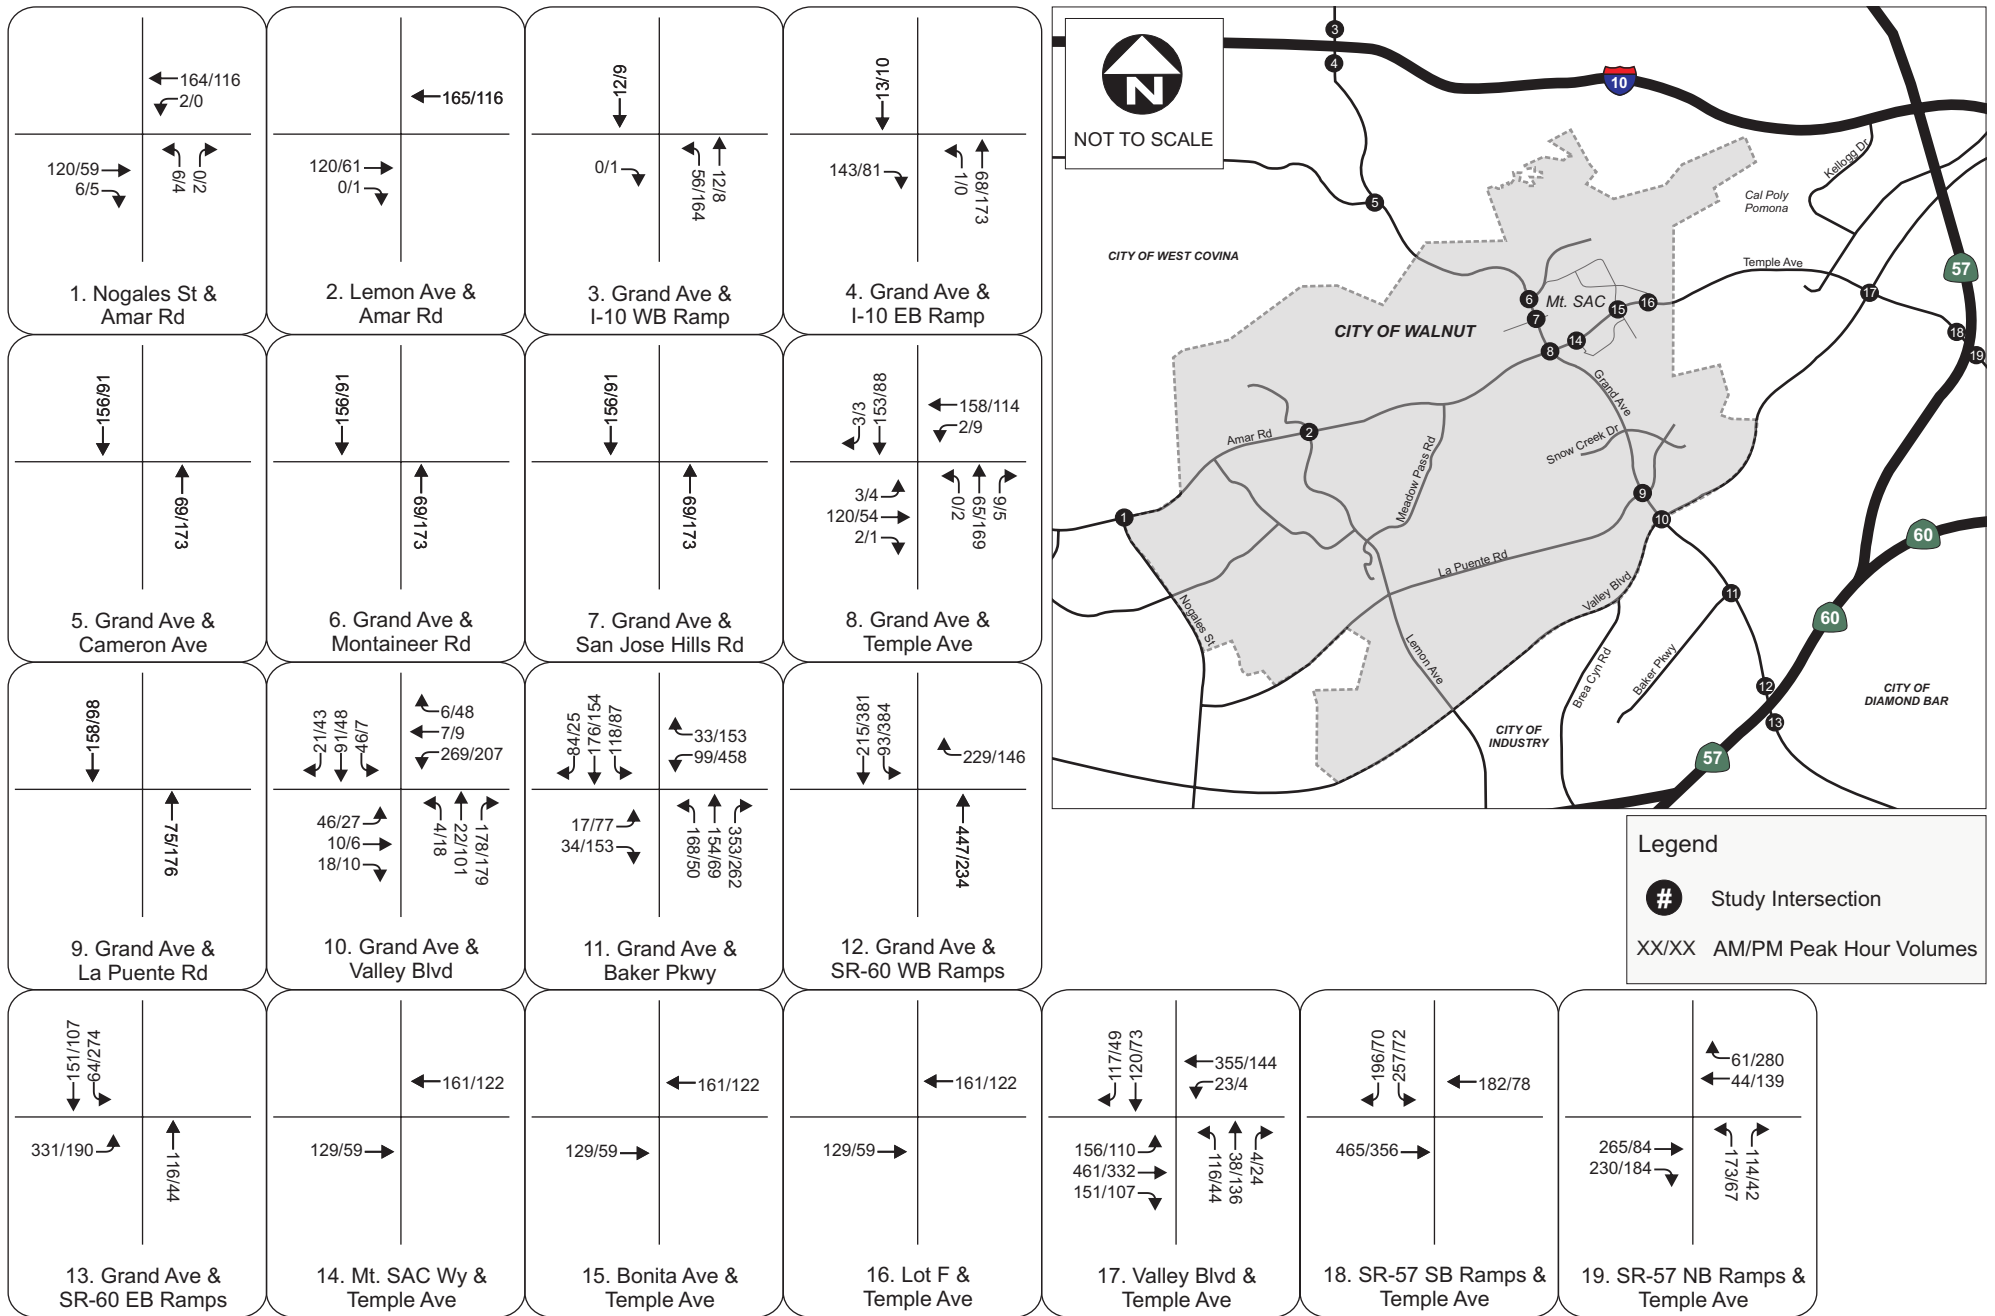 164/116
2/0
120/59
6/5
6/4
0/2
1. Nogales St &
Amar Rd
165/116
120/61
0/1
2. Lemon Ave &
Amar Rd
12/9
0/1
56/164
12/8
3. Grand Ave &
I-10 WB Ramp
13/10
143/81
1/0
68/173
4. Grand Ave &
I-10 EB Ramp
156/91
69/173
5. Grand Ave &
Cameron Ave
156/91
69/173
6. Grand Ave &
Montaineer Rd
156/91
69/173
7. Grand Ave &
San Jose Hills Rd
3/3
153/88
158/114
2/9
3/4
120/54
2/1
0/2
65/169
9/5
8. Grand Ave &
Temple Ave
158/98
75/176
9. Grand Ave &
La Puente Rd
21/43
91/48
46/7
6/48
7/9
269/207
46/27
10/6
18/10
4/18
22/101
178/179
10. Grand Ave &
Valley Blvd
84/25
176/154
118/87
33/153
99/458
17/77
34/153
168/50
154/69
353/262
11. Grand Ave &
Baker Pkwy
215/381
93/384
229/146
447/234
12. Grand Ave &
SR-60 WB Ramps
151/107
64/274
331/190
116/44
13. Grand Ave &
SR-60 EB Ramps
161/122
129/59
14. Mt. SAC Wy &
Temple Ave
161/122
129/59
15. Bonita Ave &
Temple Ave
161/122
129/59
16. Lot F &
Temple Ave
117/49
120/73
355/144
23/4
156/110
461/332
151/107
116/44
38/136
4/24
17. Valley Blvd &
Temple Ave
196/70
257/72
182/78
465/356
18. SR-57 SB Ramps &
Temple Ave
61/280
44/139
265/84
230/184
173/67
114/42
19. SR-57 NB Ramps &
Temple Ave
N
NOT TO SCALE
3
4
10
5
Kellogg Dr
Cal Poly
Pomona
CITY OF WEST COVINA
Temple Ave
57
17
6
Mt. SAC
16
15
7
CITY OF WALNUT
18
14
8
19
Grand Ave
2
Amar Rd
Snow Creek Dr
Meadow Pass Rd
9
1
10
60
La Puente Rd
Valley Blvd
11
Nogales St
60
Lemon Ave
Brea Cyn Rd
Baker Pkwy
12
13
CITY OF
DIAMOND BAR
CITY OF
INDUSTRY
57
Legend
# Study Intersection
XX/XX AM/PM Peak Hour Volumes